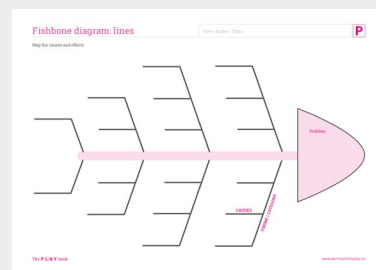 Fishbone diagram: lines
Map the causes and effects
Date / Author / Topic:
P
Problem:
CAUSES
THEME / CATEGORY
The PLAY book